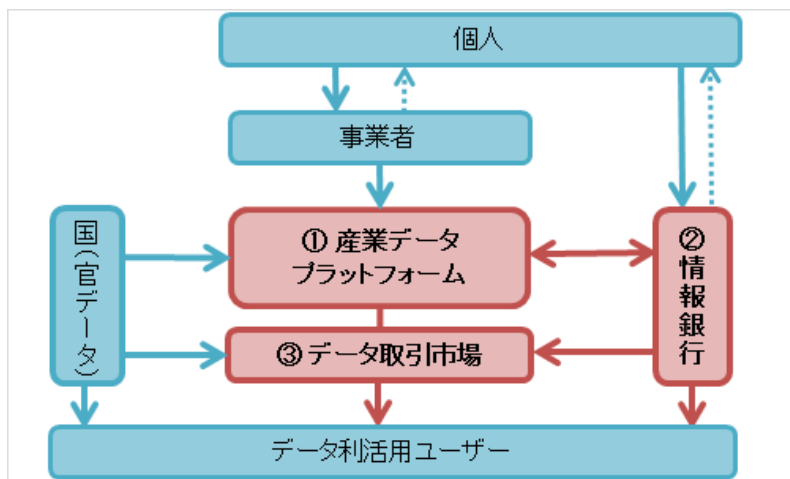 個人
事業者
国(官データ)
① 産業データ
プラットフォーム
②情報銀行
③データ取引市場
データ利活用ユーザー